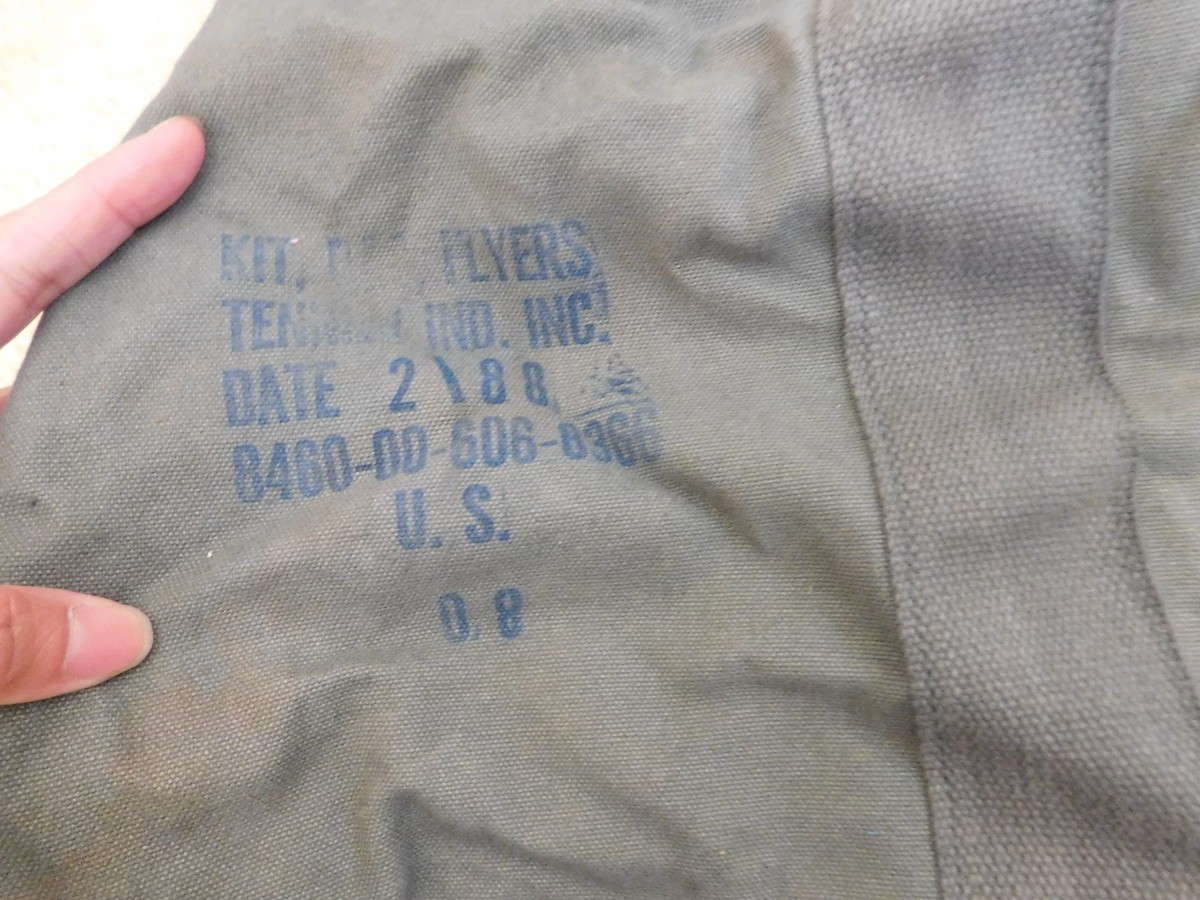 KIT, FLYERS
IND. INC.
DATE 2\88
8460-00-606-8366
U. S.
0 8